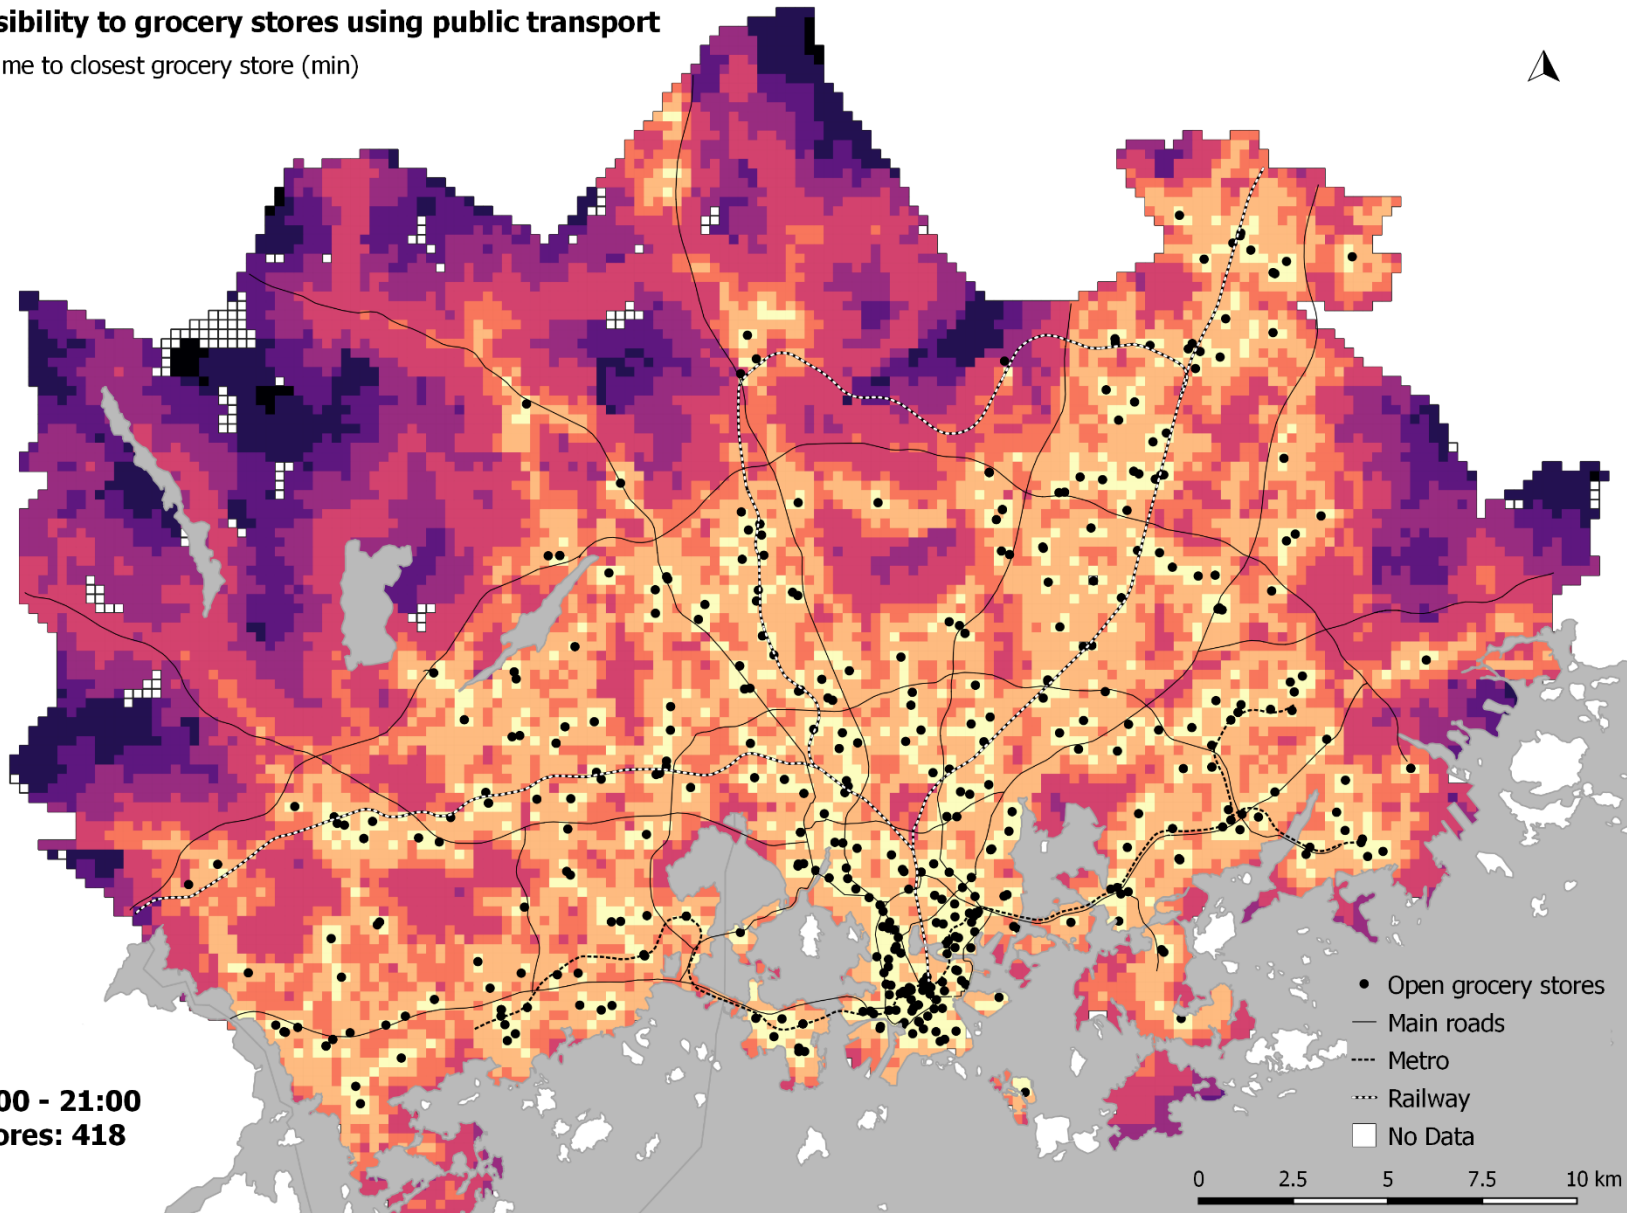 sibility to grocery stores using public transport
me to closest grocery store (min)
Open grocery stores
Main roads
Metro
Railway
No Data
00 - 21:00
ores: 418
0 2.5 5 7.5 10 km